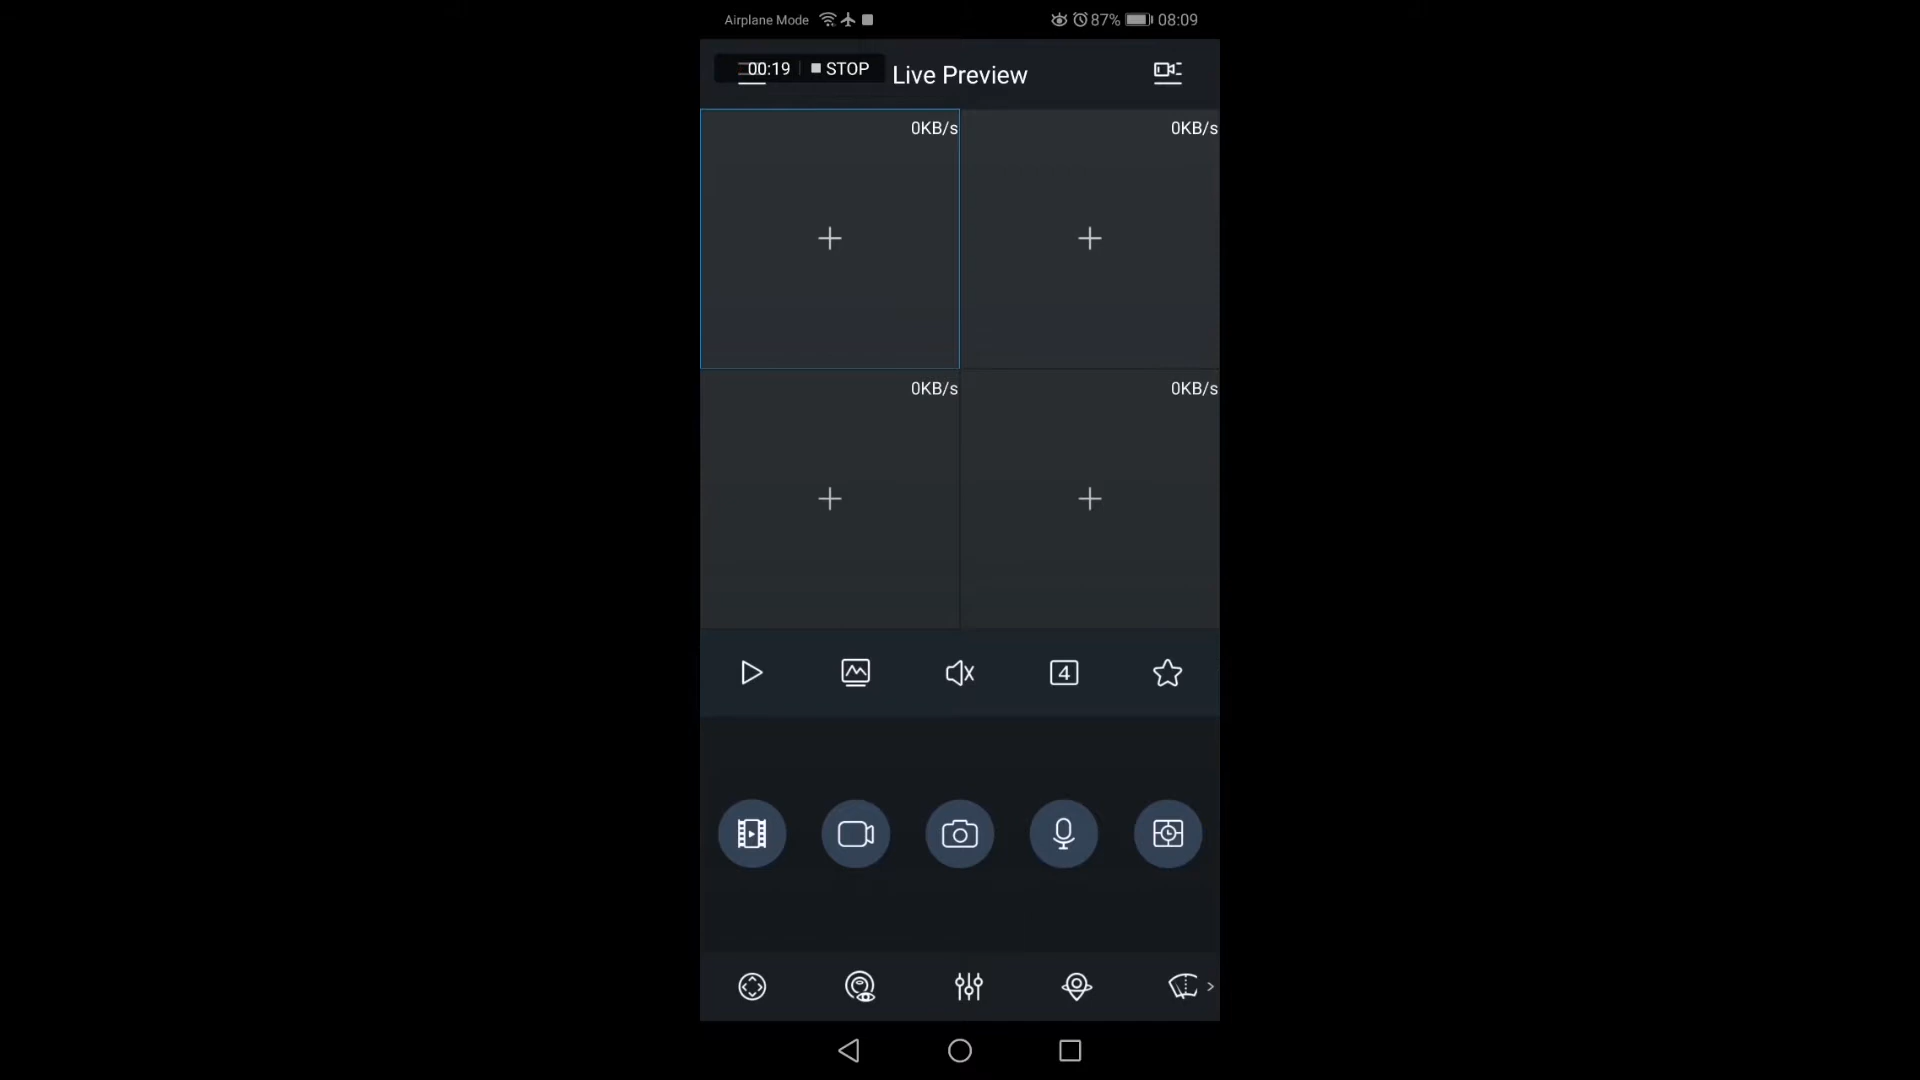 Airplane Mode 87% 08:09
00:19 STOP Live Preview
0KB/s 0KB/s
0KB/s 0KB/s
4